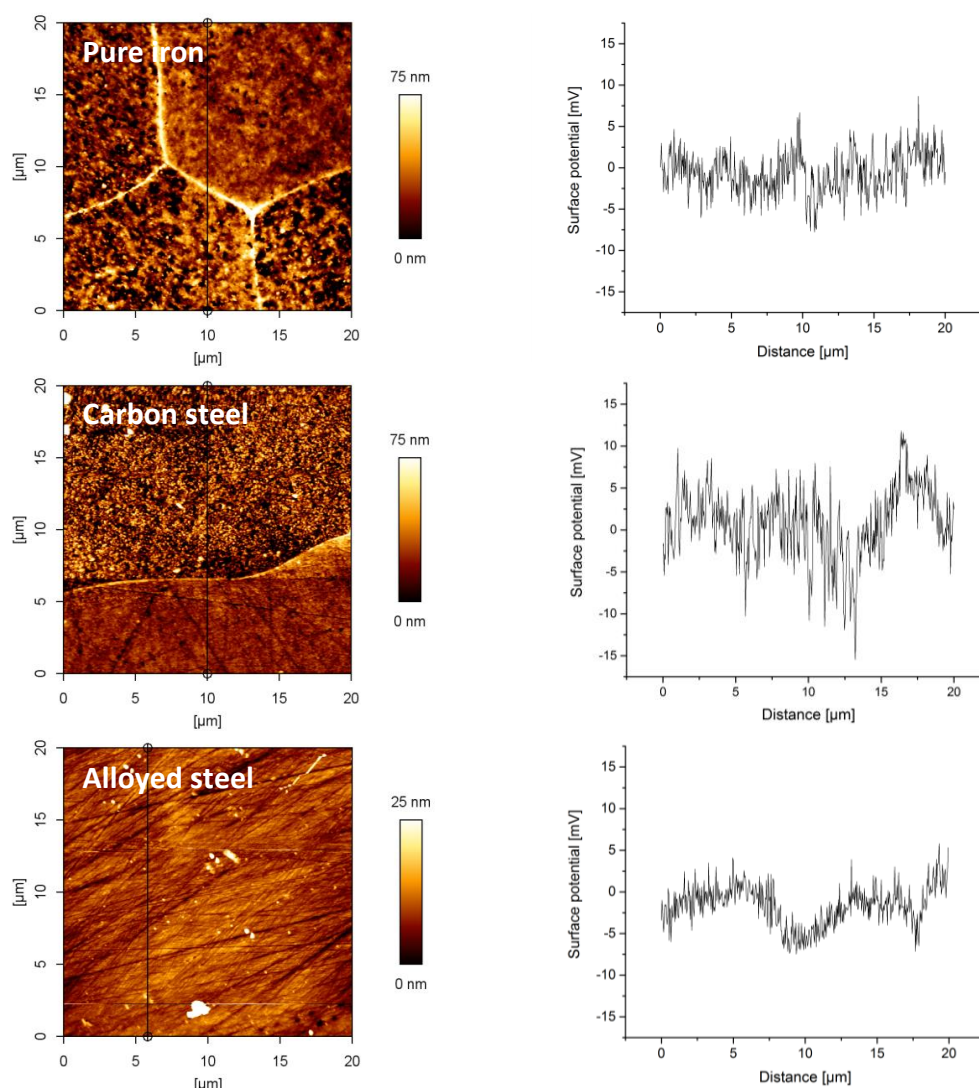 Pure iron
20
15
10
5
0
[µm]
0 5 10 15 20
[µm]
75 nm
0 nm
Surface potential [mV]
15
10
5
0
-5
-10
-15
0 5 10 15 20
Distance [µm]
Carbon steel
20
15
10
5
0
[µm]
0 5 10 15 20
[µm]
75 nm
0 nm
Surface potential [mV]
15
10
5
0
-5
-10
-15
0 5 10 15 20
Distance [µm]
Alloyed steel
20
15
10
5
0
[µm]
0 5 10 15 20
[µm]
25 nm
0 nm
Surface potential [mV]
15
10
5
0
-5
-10
-15
0 5 10 15 20
Distance [µm]